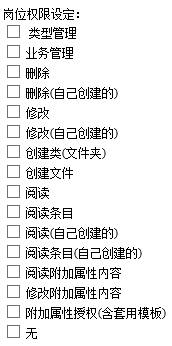 岗位权限设定：
类型管理
业务管理
删除
删除(自己创建的)
修改
修改(自己创建的)
创建类(文件夹)
创建文件
阅读
阅读条目
阅读(自己创建的)
阅读条目(自己创建的)
阅读附加属性内容
修改附加属性内容
附加属性授权(含套用模板)
无